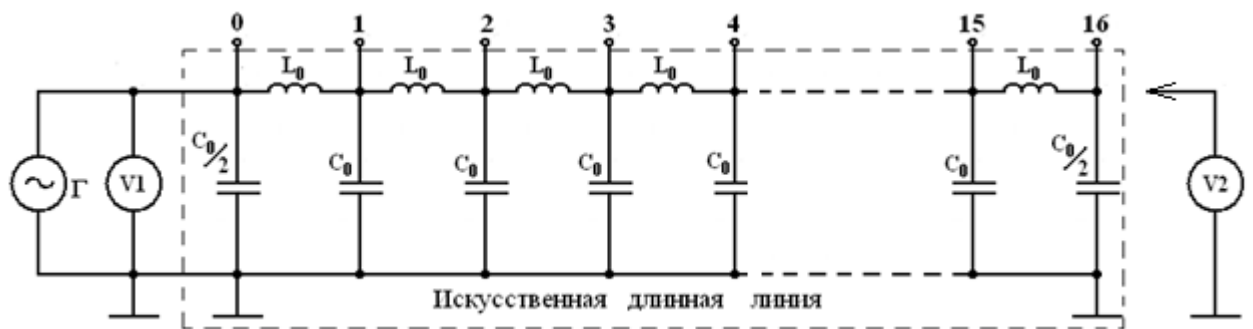 0 1 2 3 4 15 16
L₀ L₀ L₀ L₀ L₀
C₀/2 C₀ C₀ C₀ C₀ C₀ C₀/2
Г V1 V2
Искусственная длинная линия